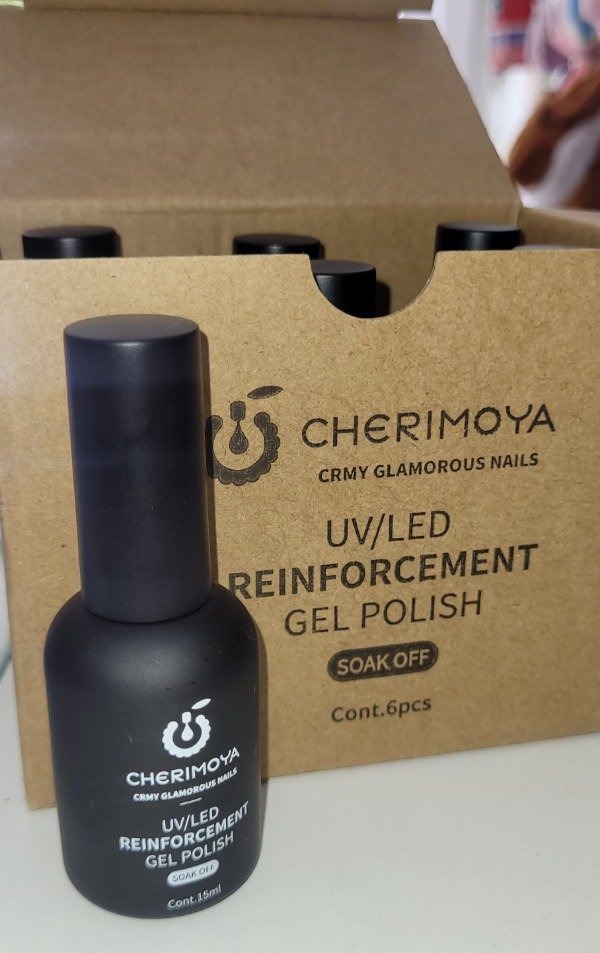 CHERIMOYA
CRMY GLAMOROUS NAILS
UV/LED
REINFORCEMENT
GEL POLISH
SOAK OFF
Cont.6pcs
CHERIMOYA
CRMY GLAMOROUS NAILS
UV/LED
REINFORCEMENT
GEL POLISH
SOAK OFF
Cont.15ml